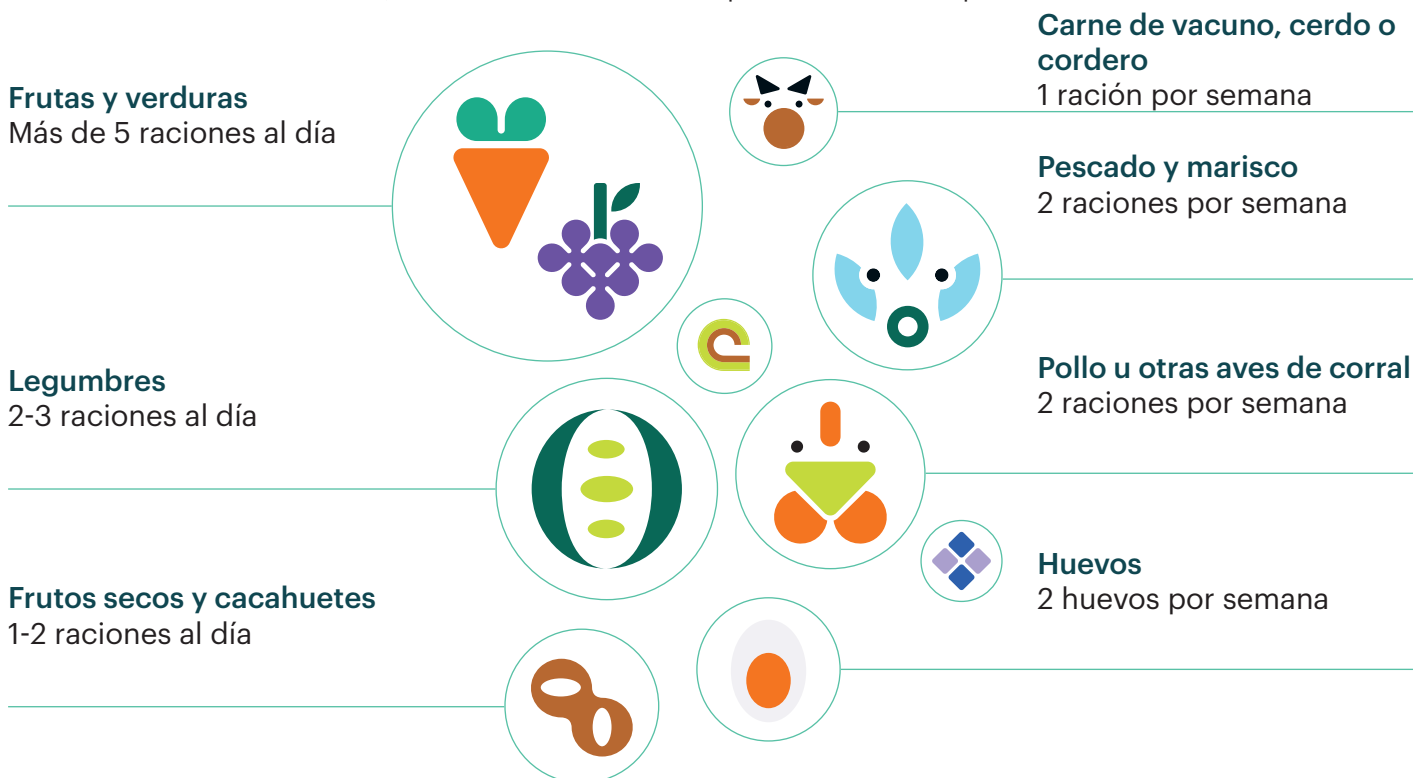 Frutas y verduras
Más de 5 raciones al día
Legumbres
2-3 raciones al día
Frutos secos y cacahuetes
1-2 raciones al día
Carne de vacuno, cerdo o
cordero
1 ración por semana
Pescado y marisco
2 raciones por semana
Pollo u otras aves de corral
2 raciones por semana
Huevos
2 huevos por semana